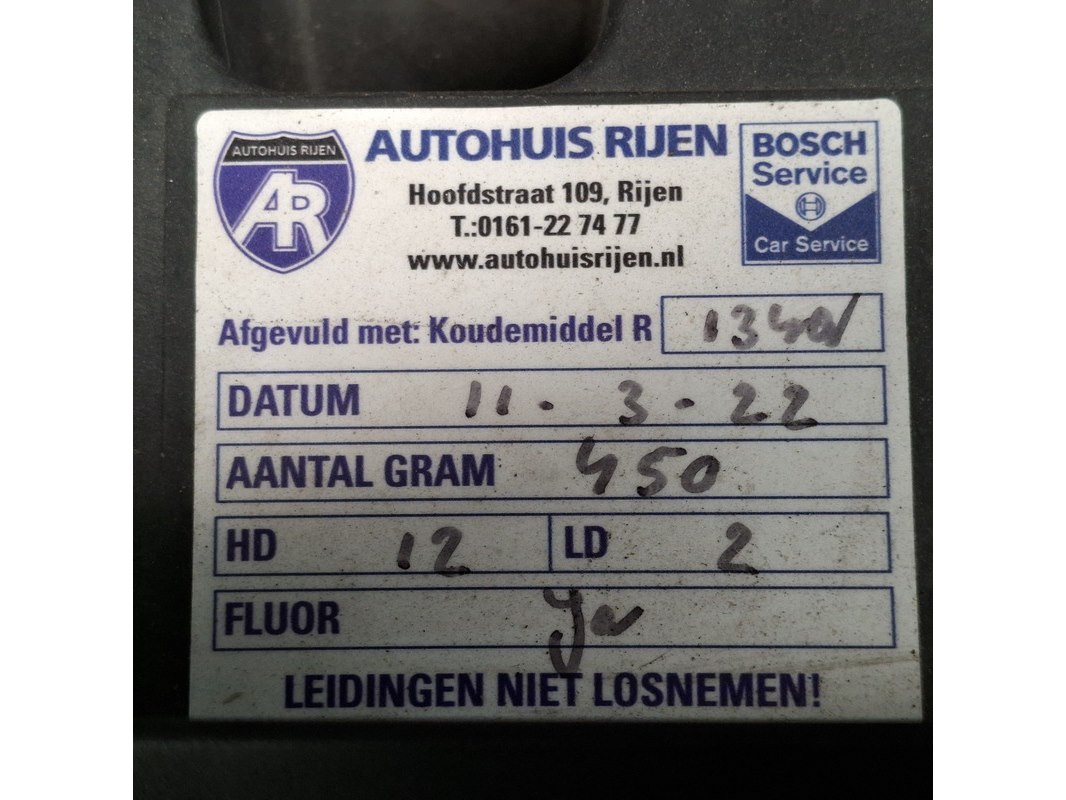 AUTOHUIS RIJEN
AR
AUTOHUIS RIJEN
Hoofdstraat 109, Rijen
T.:0161-22 74 77
www.autohuisrijen.nl
BOSCH
Service
Car Service
Afgevuld met: Koudemiddel R 134a
DATUM 11 - 3 - 22
AANTAL GRAM 450
HD 12 LD 2
FLUOR Ja
LEIDINGEN NIET LOSNEMEN!